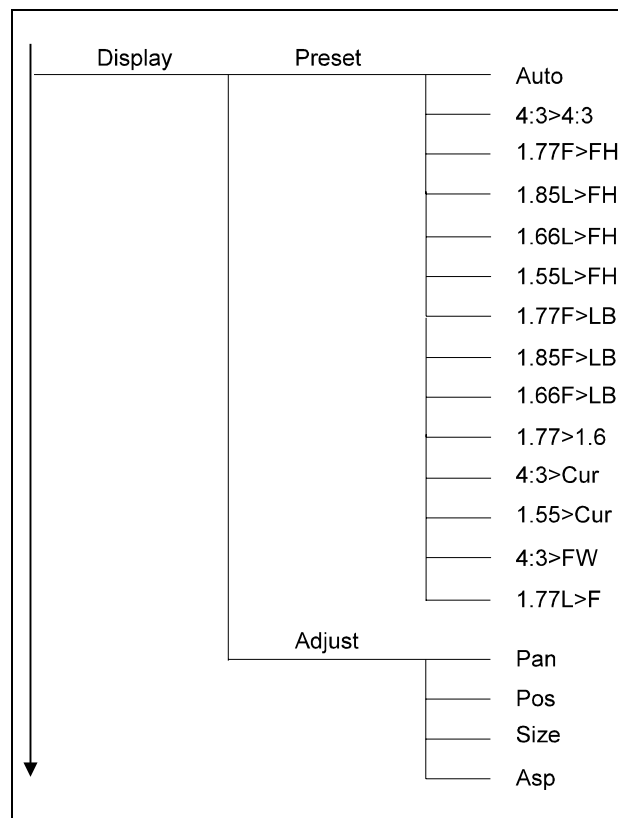 Display Preset Auto
4:3>4:3
1.77F>FH
1.85L>FH
1.66L>FH
1.55L>FH
1.77F>LB
1.85F>LB
1.66F>LB
1.77>1.6
4:3>Cur
1.55>Cur
4:3>FW
1.77L>F
Adjust Pan
Pos
Size
Asp